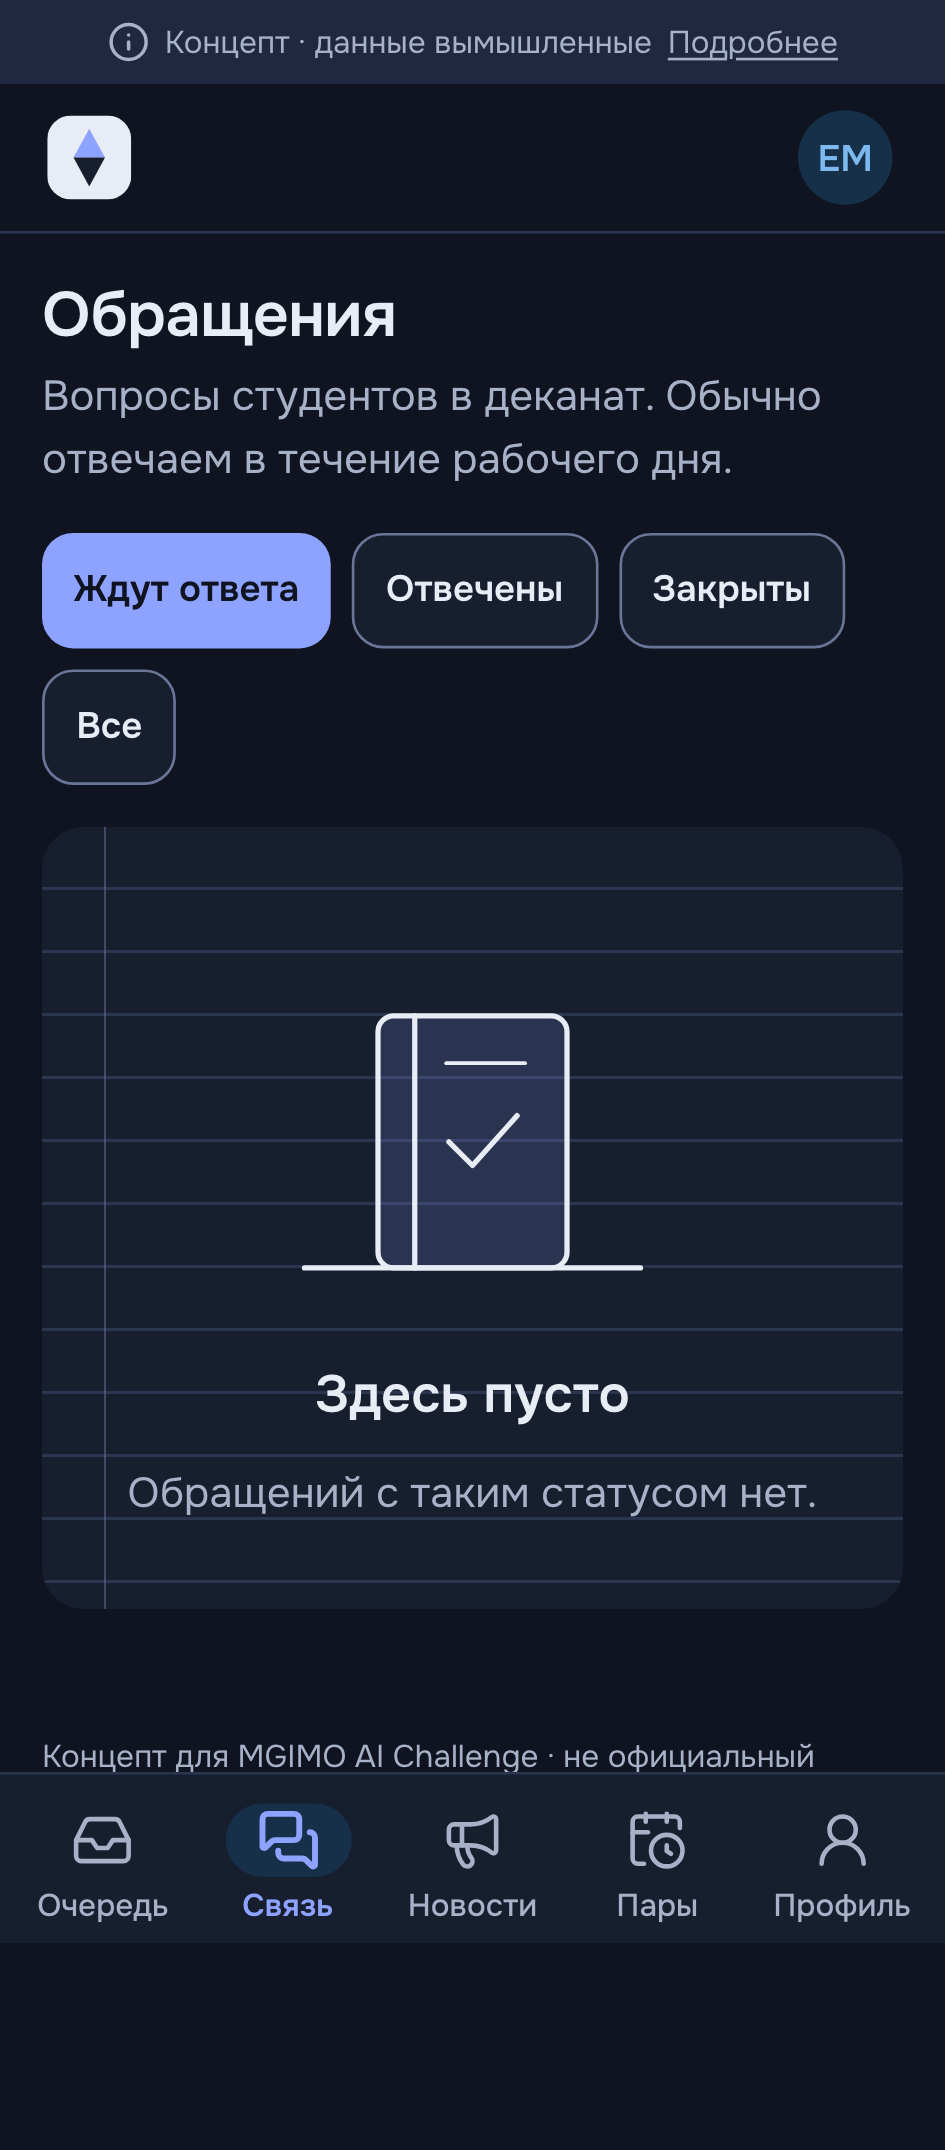 Концепт · данные вымышленные Подробнее
ЕМ
Обращения
Вопросы студентов в деканат. Обычно
отвечаем в течение рабочего дня.
Ждут ответа
Отвечены
Закрыты
Все
Здесь пусто
Обращений с таким статусом нет.
Концепт для MGIMO AI Challenge · не официальный
Очередь
Связь
Новости
Пары
Профиль